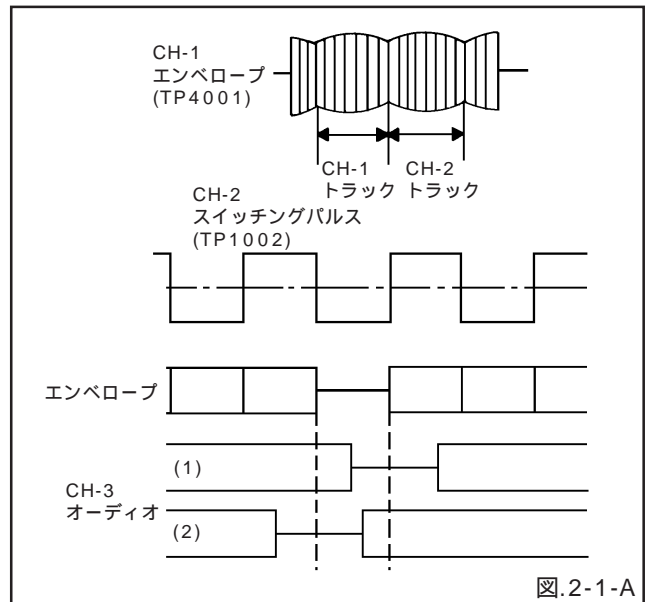 CH-1
エンベロープ
(TP4001)
CH-1
トラック
CH-2
トラック
CH-2
スイッチングパルス
(TP1002)
エンベロープ
(1)
CH-3
オーディオ
(2)
図.2-1-A